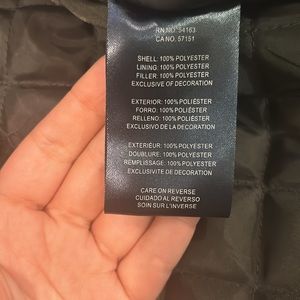 RN NO. 54163
CA NO. 57151
SHELL: 100% POLYESTER
LINING: 100% POLYESTER
FILLER: 100% POLYESTER
EXCLUSIVE OF DECORATION
EXTERIOR: 100% POLIÉSTER
FORRO: 100% POLIÉSTER
RELLENO: 100% POLIÉSTER
EXCLUSIVO DE LA DECORATION
EXTÉRIEUR: 100% POLYESTER
DOUBLURE: 100% POLYESTER
REMPLISSAGE: 100% POLYESTER
EXCLUSIVITE DE DECORATION
CARE ON REVERSE
CUIDADO AL REVERSO
SOIN SUR L'INVERSE